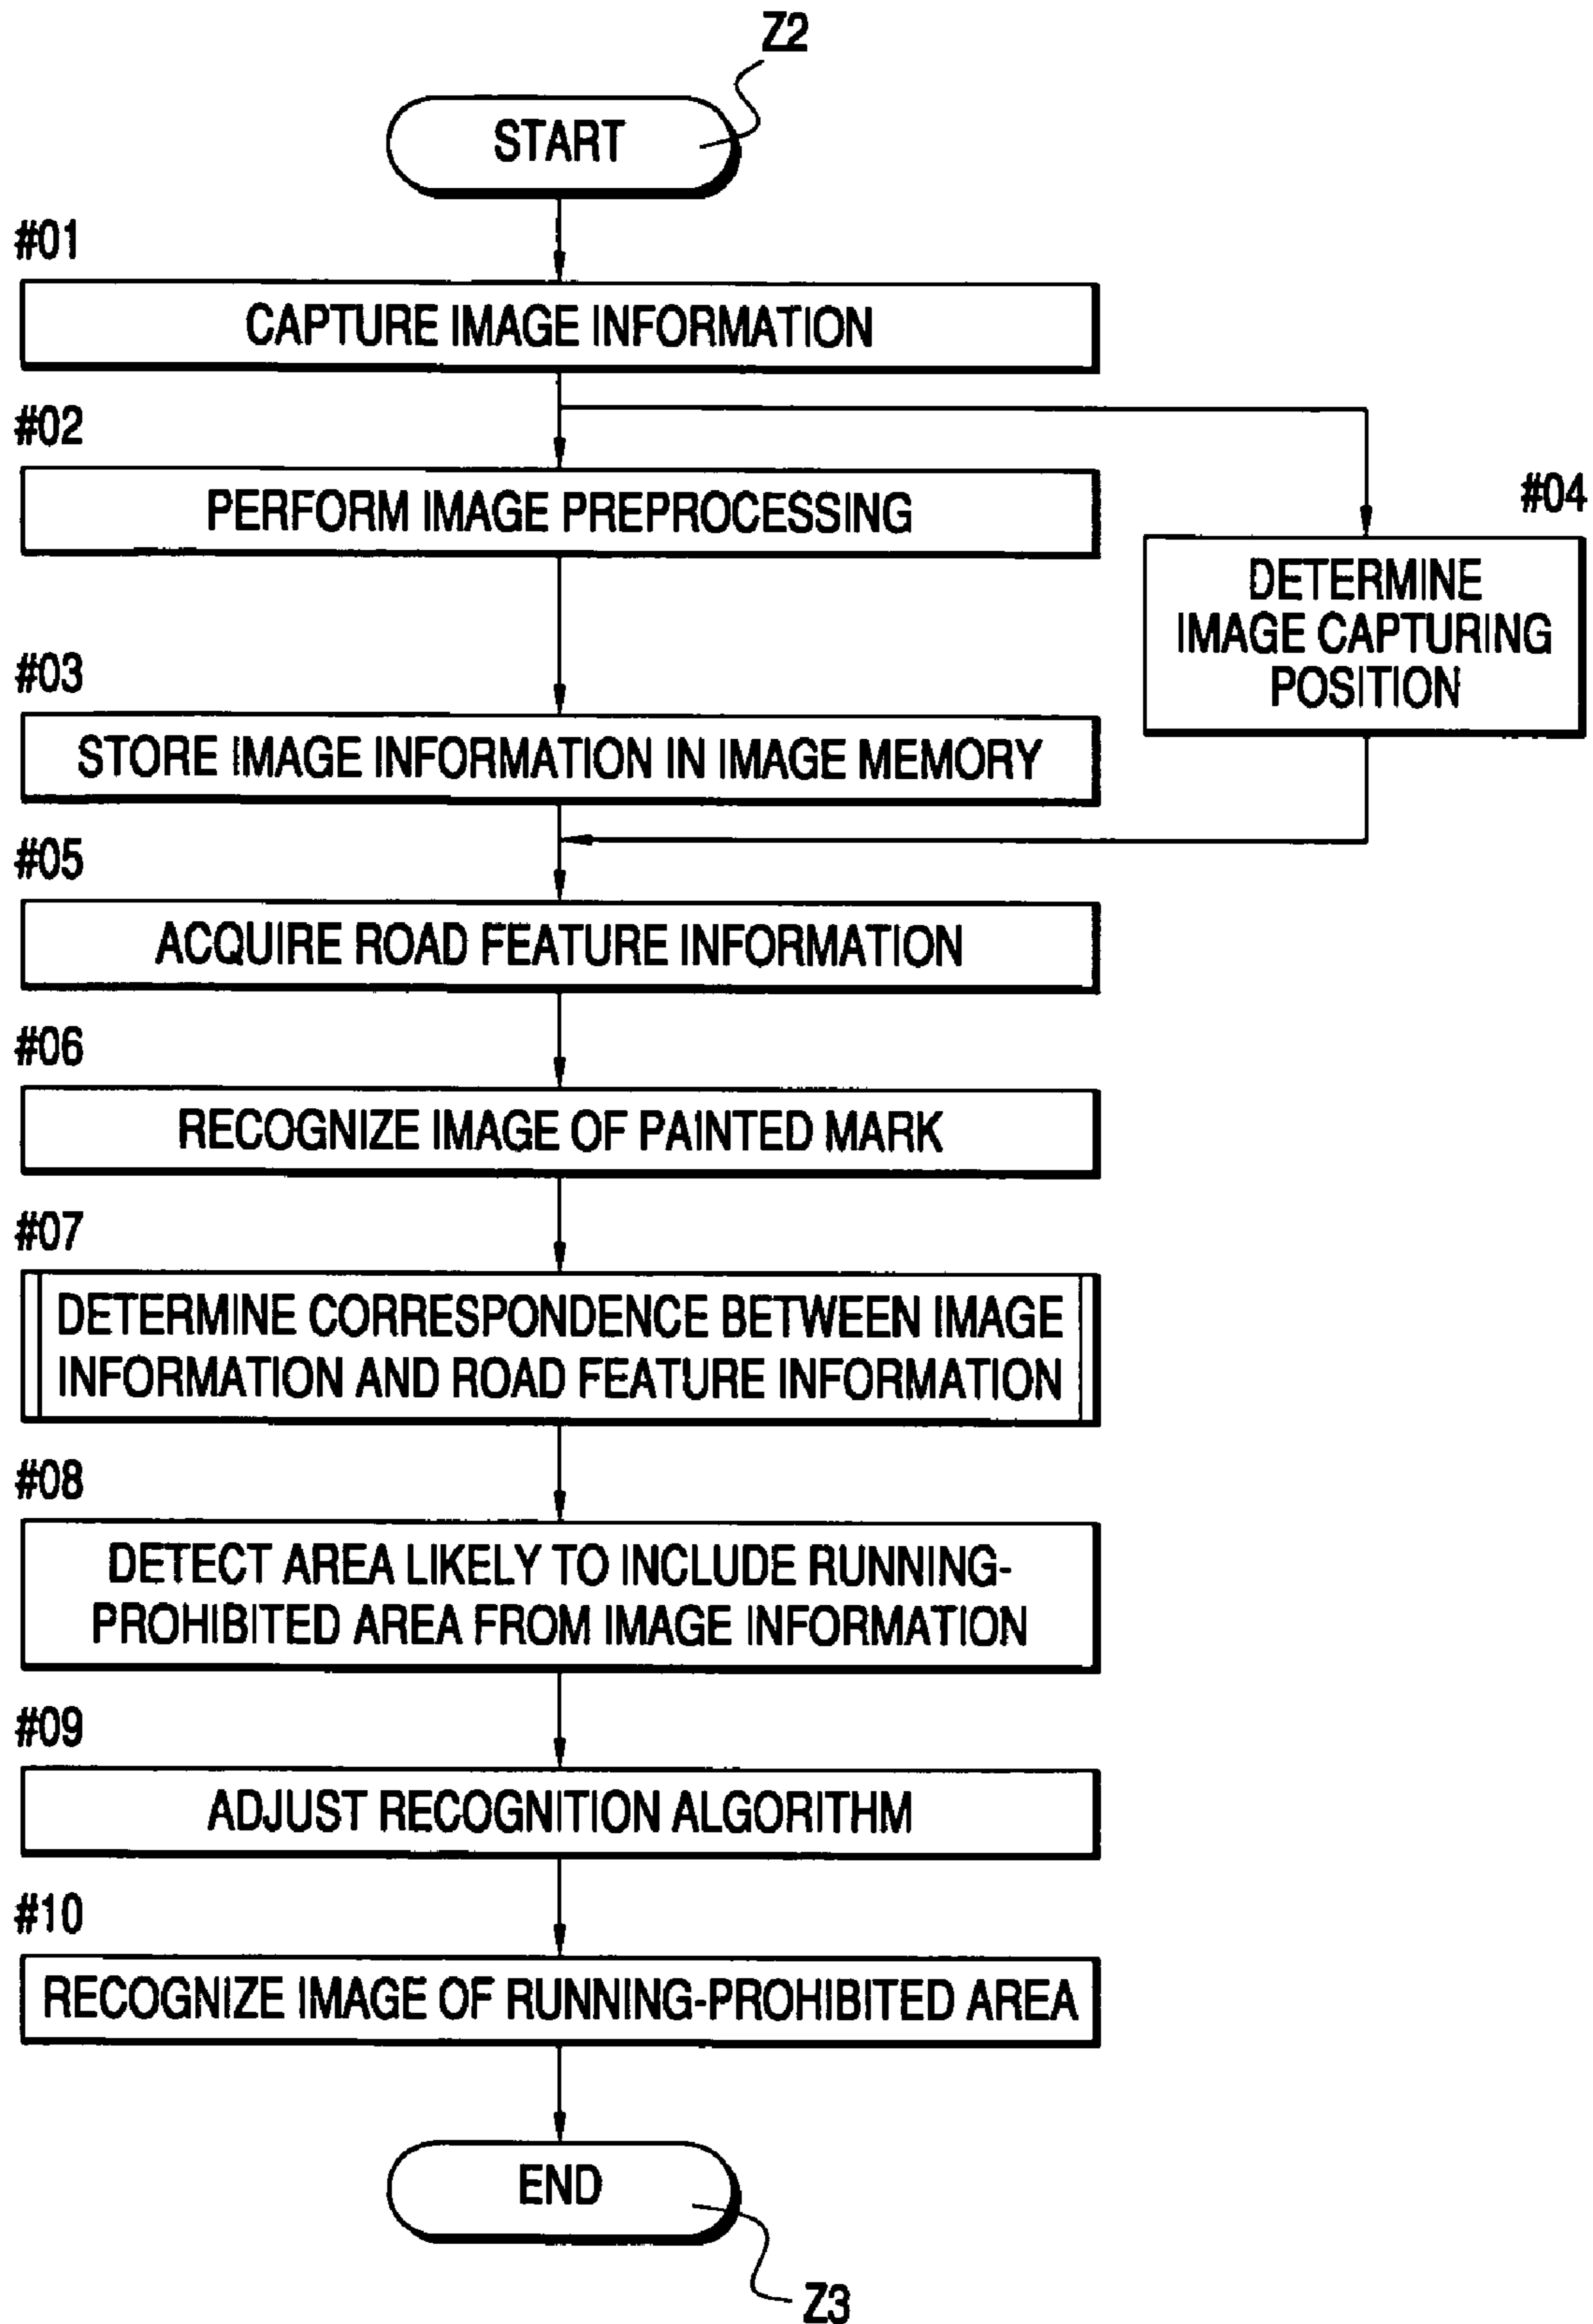 Z2
START
#01
CAPTURE IMAGE INFORMATION
#02
PERFORM IMAGE PREPROCESSING
#04
DETERMINE
IMAGE CAPTURING
POSITION
#03
STORE IMAGE INFORMATION IN IMAGE MEMORY
#05
ACQUIRE ROAD FEATURE INFORMATION
#06
RECOGNIZE IMAGE OF PAINTED MARK
#07
DETERMINE CORRESPONDENCE BETWEEN IMAGE
INFORMATION AND ROAD FEATURE INFORMATION
#08
DETECT AREA LIKELY TO INCLUDE RUNNING-
PROHIBITED AREA FROM IMAGE INFORMATION
#09
ADJUST RECOGNITION ALGORITHM
#10
RECOGNIZE IMAGE OF RUNNING-PROHIBITED AREA
END
Z3